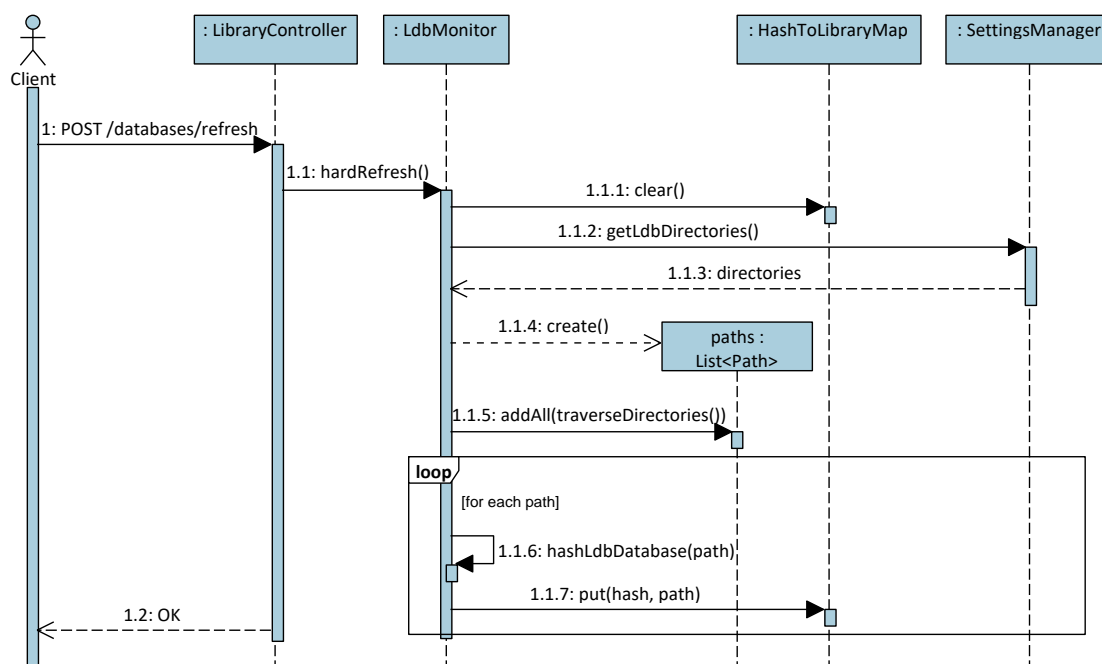 : LibraryController
: LdbMonitor
: HashToLibraryMap
: SettingsManager
Client
1: POST /databases/refresh
1.1: hardRefresh()
1.1.1: clear()
1.1.2: getLdbDirectories()
1.1.3: directories
1.1.4: create()
paths :
List<Path>
1.1.5: addAll(traverseDirectories())
loop
[for each path]
1.1.6: hashLdbDatabase(path)
1.1.7: put(hash, path)
1.2: OK